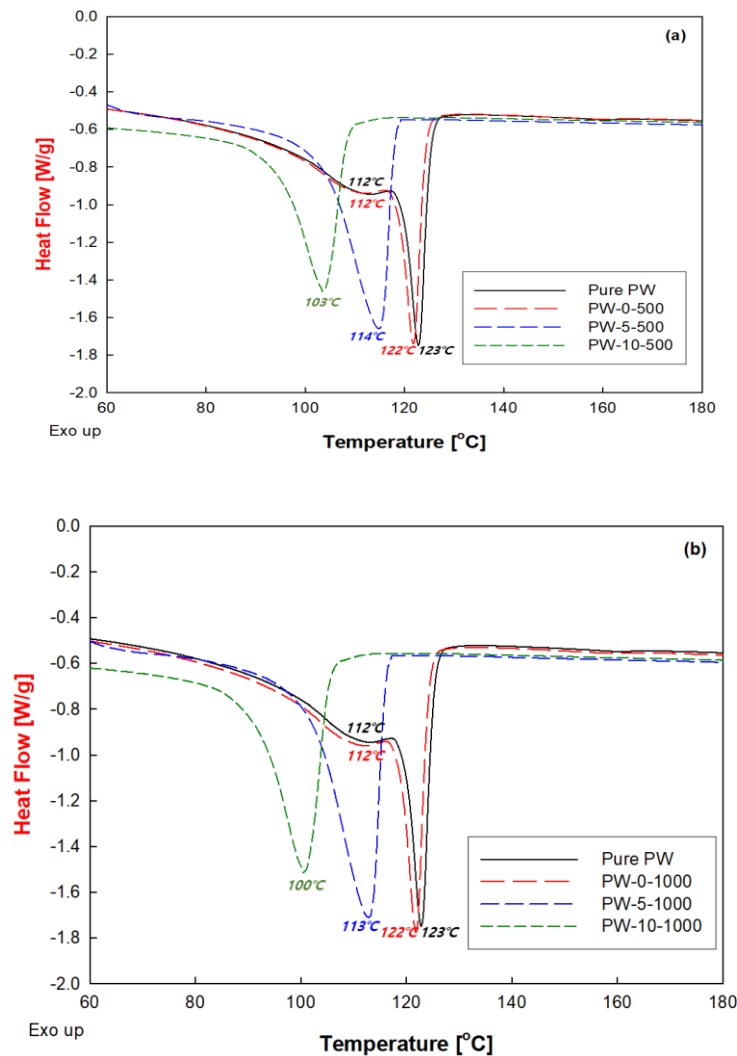 0.0
(a)
-0.2
-0.4
-0.6
-0.8
-1.0
-1.2
-1.4
-1.6
-1.8
-2.0
Heat Flow [W/g]
112℃
112℃
103℃
114℃
122℃
123℃
Pure PW
PW-0-500
PW-5-500
PW-10-500
60 80 100 120 140 160 180
Exo up
Temperature [°C]
0.0
(b)
-0.2
-0.4
-0.6
-0.8
-1.0
-1.2
-1.4
-1.6
-1.8
-2.0
Heat Flow [W/g]
112℃
112℃
100℃
113℃
122℃
123℃
Pure PW
PW-0-1000
PW-5-1000
PW-10-1000
60 80 100 120 140 160 180
Exo up
Temperature [°C]